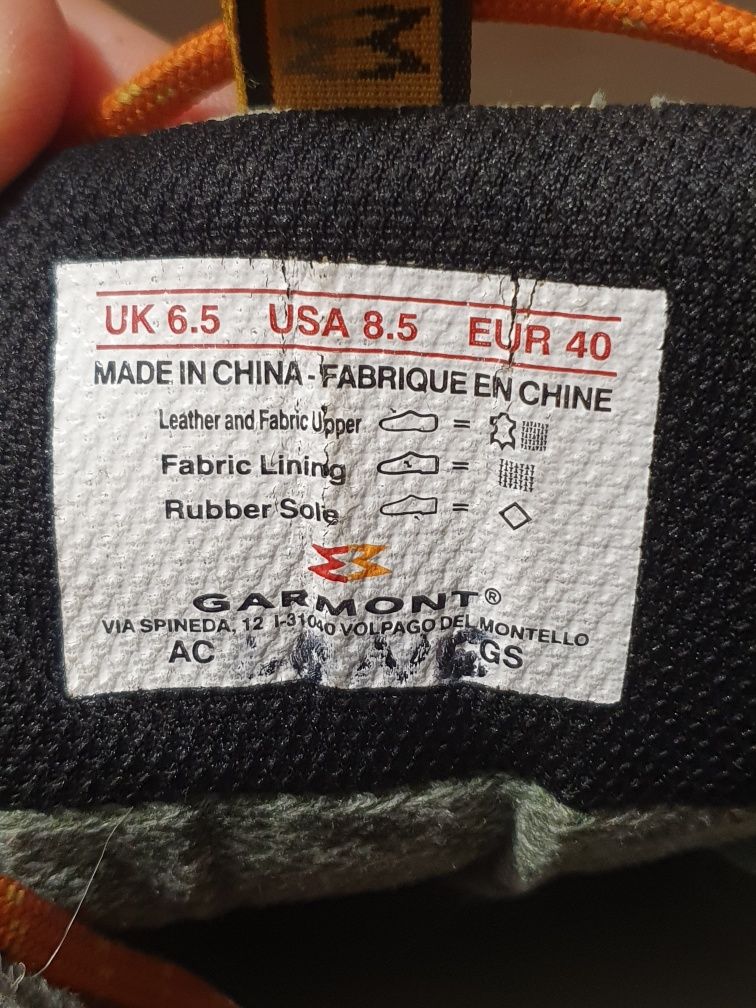 UK 6.5 USA 8.5 EUR 40
MADE IN CHINA - FABRIQUE EN CHINE
Leather and Fabric Upper =
Fabric Lining =
Rubber Sole =
GARMONT®
VIA SPINEDA, 12 I-31040 VOLPAGO DEL MONTELLO
AC GS